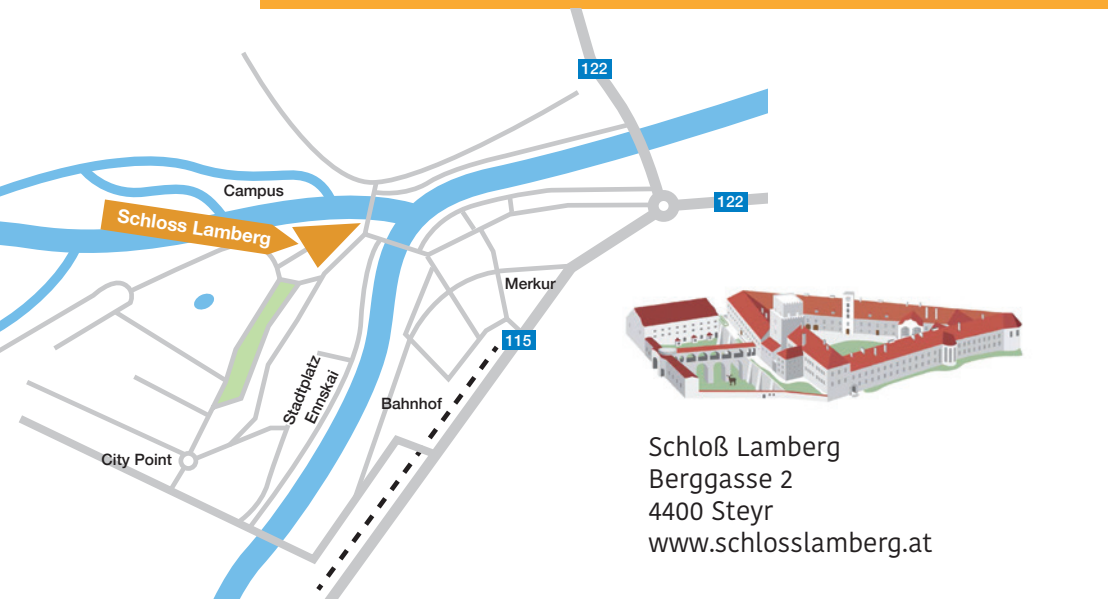 122
122
Campus
Schloss Lamberg
Merkur
115
Stadtplatz
Ennskai
Bahnhof
City Point
Schloß Lamberg
Berggasse 2
4400 Steyr
www.schlosslamberg.at